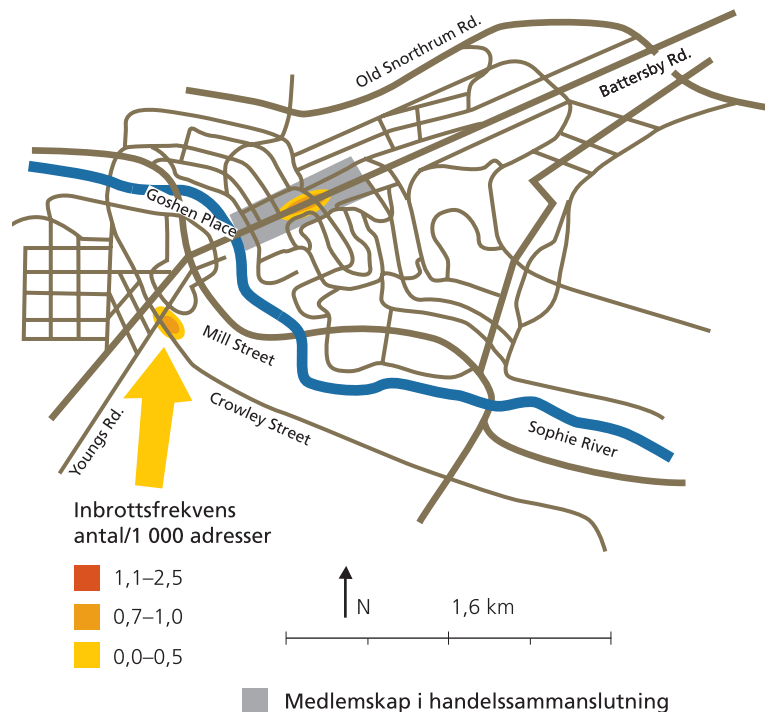 Old Snorthrum Rd.
Battersby Rd.
Goshen Place
Mill Street
Crowley Street
Youngs Rd.
Sophie River
Inbrottsfrekvens
antal/1 000 adresser
1,1–2,5
0,7–1,0
0,0–0,5
N
1,6 km
Medlemskap i handelssammanslutning